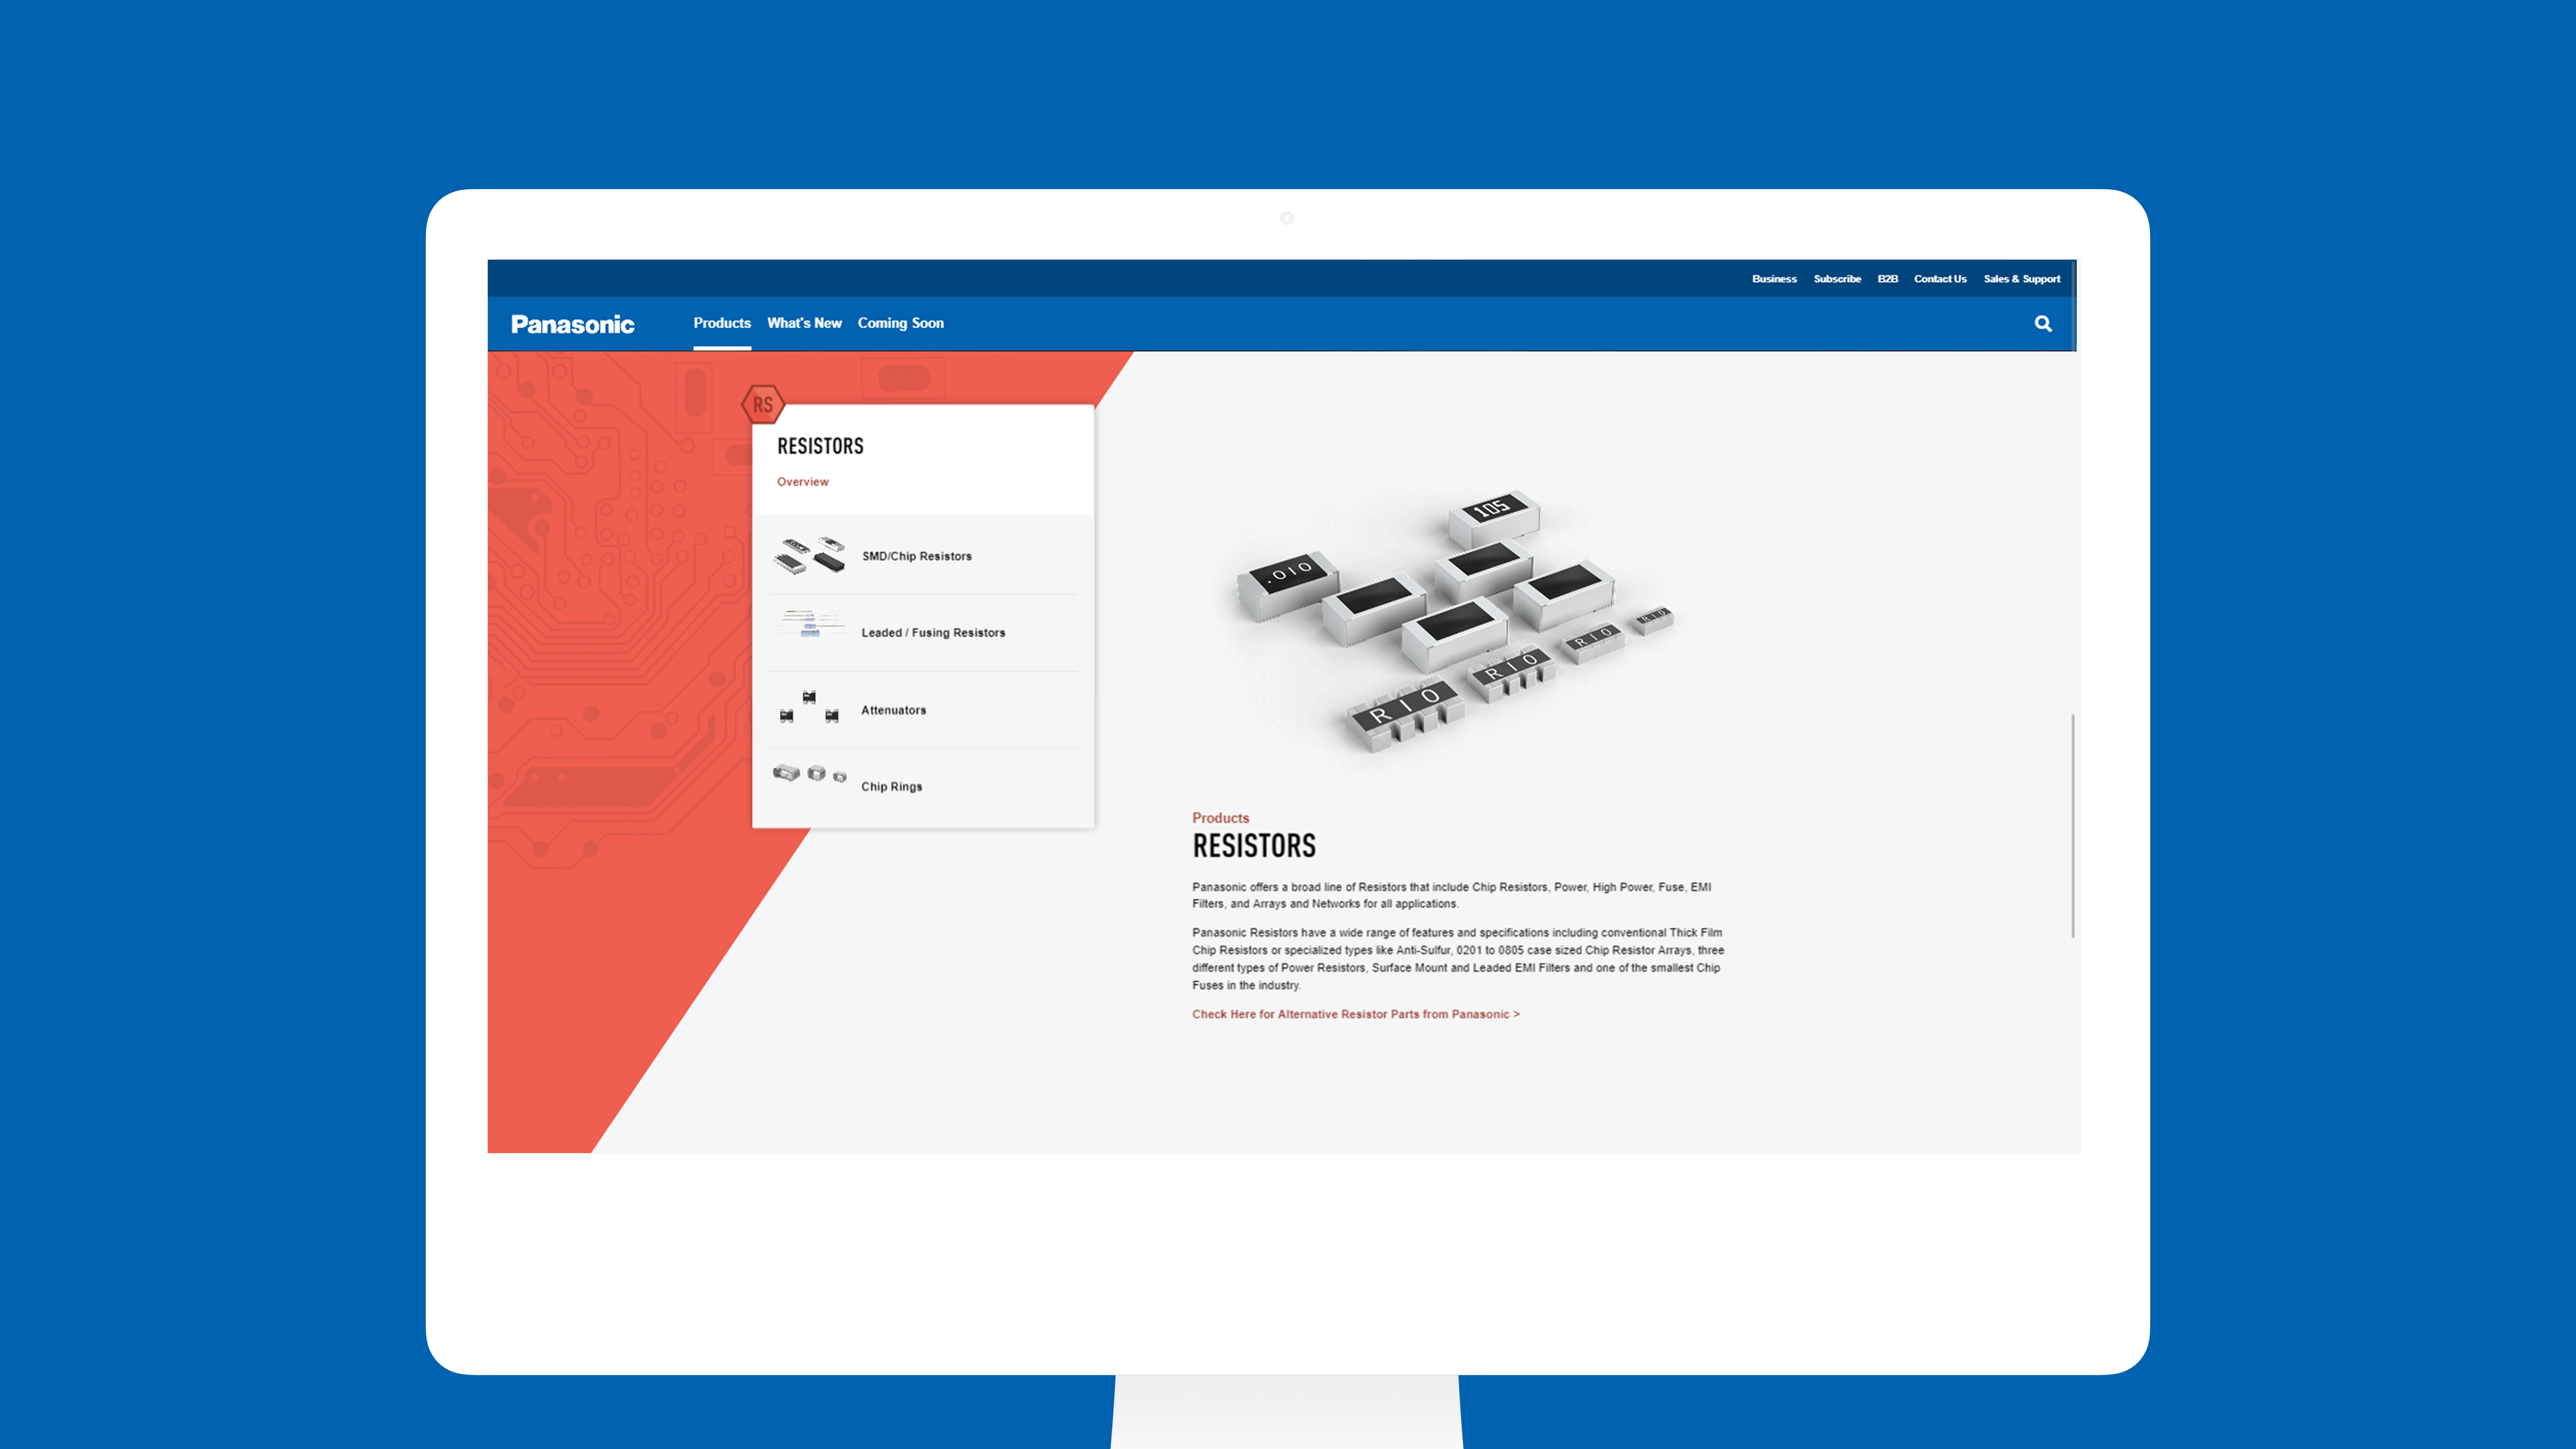 Business Subscribe B2B Contact Us Sales & Support
Panasonic Products What's New Coming Soon
RS
RESISTORS
Overview
SMD/Chip Resistors
Leaded / Fusing Resistors
Attenuators
Chip Rings
105
.010
R10
R10
R10
R10
Products
RESISTORS
Panasonic offers a broad line of Resistors that include Chip Resistors, Power, High Power, Fuse, EMI
Filters, and Arrays and Networks for all applications.
Panasonic Resistors have a wide range of features and specifications including conventional Thick Film
Chip Resistors or specialized types like Anti-Sulfur, 0201 to 0805 case sized Chip Resistor Arrays, three
different types of Power Resistors, Surface Mount and Leaded EMI Filters and one of the smallest Chip
Fuses in the industry.
Check Here for Alternative Resistor Parts from Panasonic >